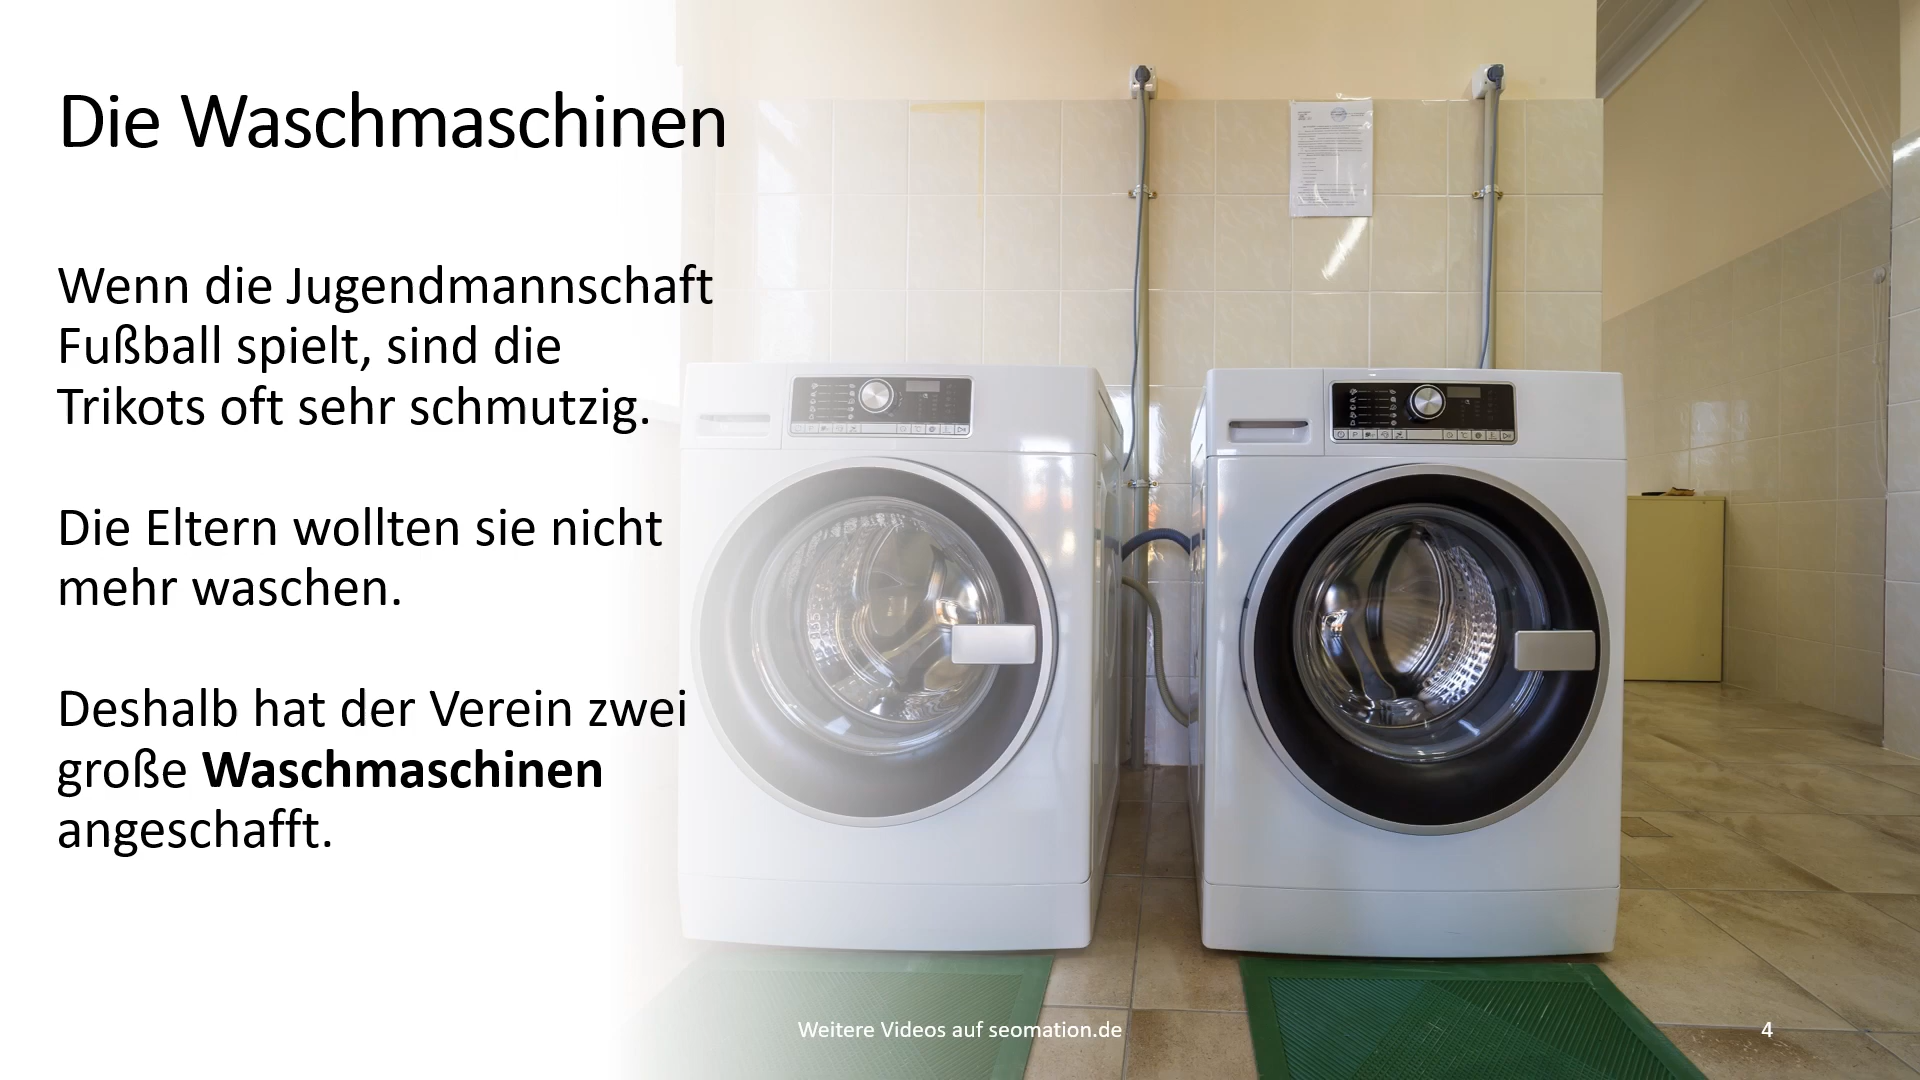 Die Waschmaschinen
Wenn die Jugendmannschaft
Fußball spielt, sind die
Trikots oft sehr schmutzig.
Die Eltern wollten sie nicht
mehr waschen.
Deshalb hat der Verein zwei
große Waschmaschinen
angeschafft.
Weitere Videos auf seomation.de
4